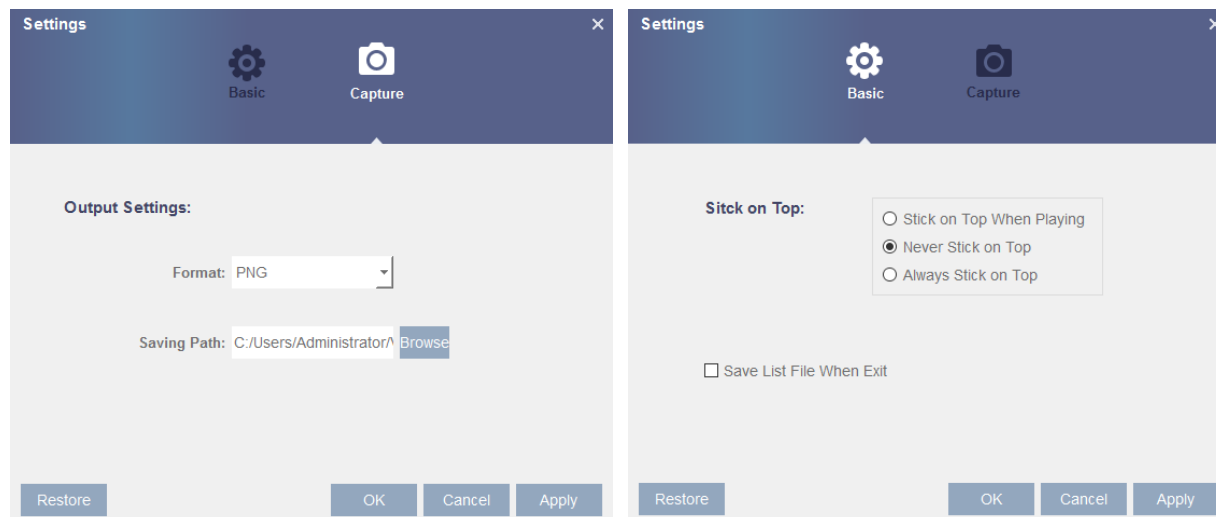 Settings
Basic
Capture
Output Settings:
Format: PNG
Saving Path: C:/Users/Administrator/ Browse
Restore OK Cancel Apply
Settings
Basic
Capture
Sitck on Top:
Stick on Top When Playing
Never Stick on Top
Always Stick on Top
Save List File When Exit
Restore OK Cancel Apply